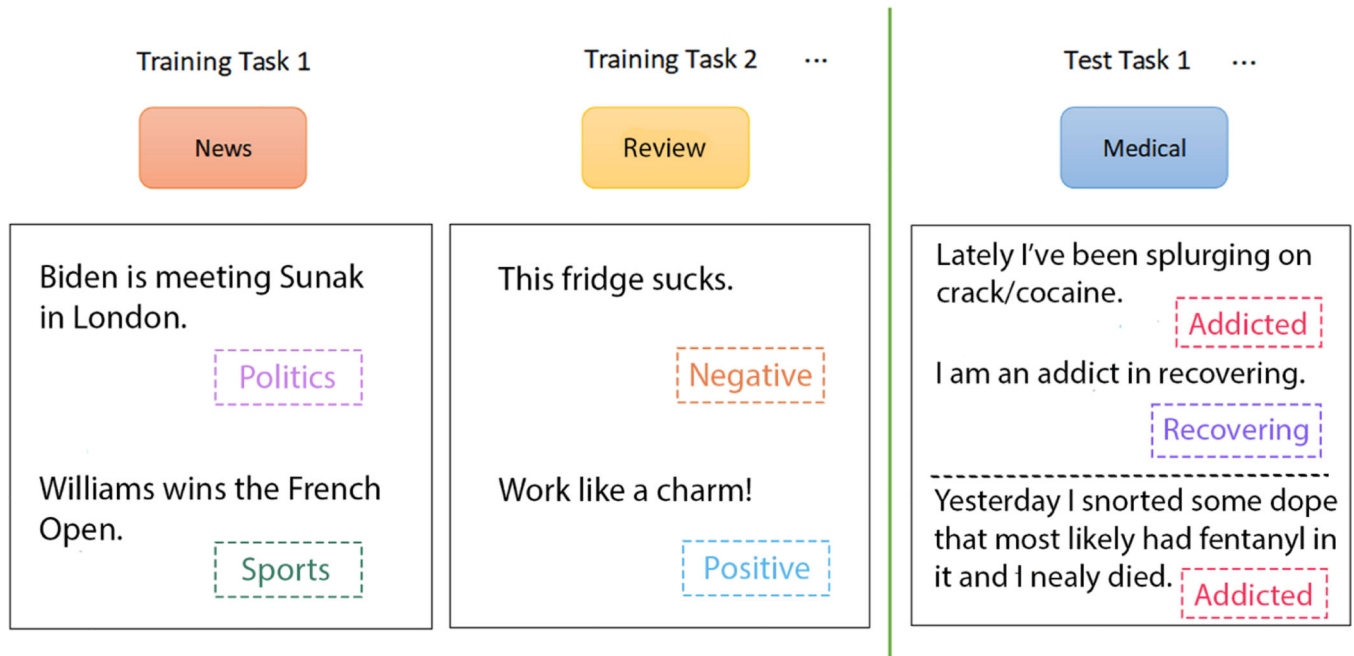 Training Task 1
News
Biden is meeting Sunak
in London.
Politics
Williams wins the French
Open.
Sports
Training Task 2 ...
Review
This fridge sucks.
Negative
Work like a charm!
Positive
Test Task 1 ...
Medical
Lately I've been splurging on
crack/cocaine.
Addicted
I am an addict in recovering.
Recovering
Yesterday I snorted some dope
that most likely had fentanyl in
it and I nealy died.
Addicted